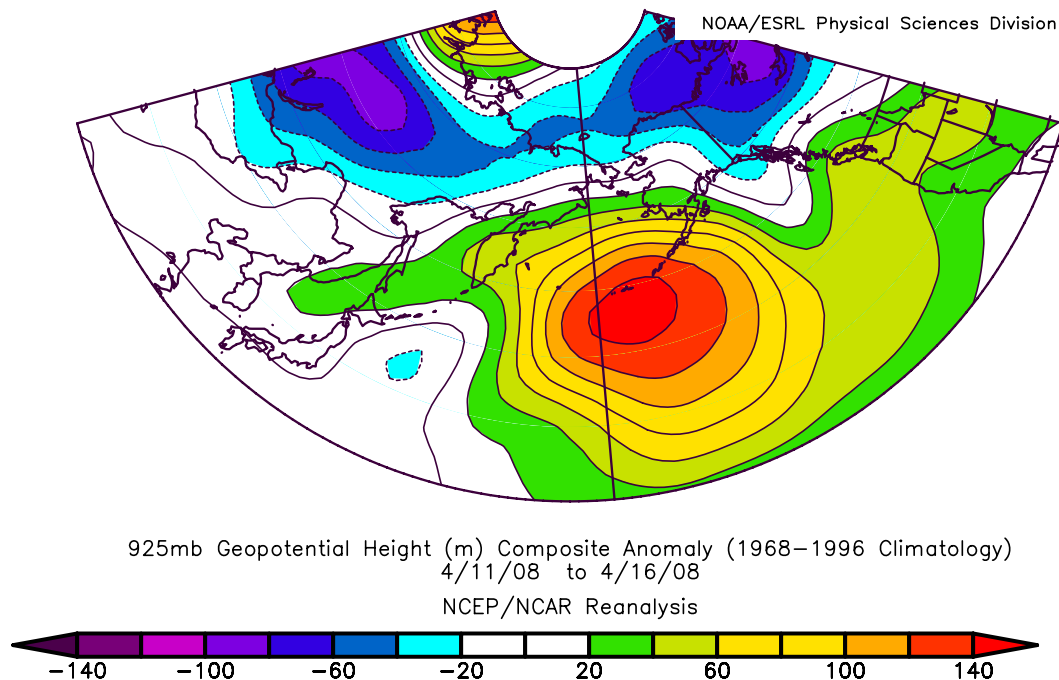 NOAA/ESRL Physical Sciences Division
925mb Geopotential Height (m) Composite Anomaly (1968−1996 Climatology)
4/11/08 to 4/16/08
NCEP/NCAR Reanalysis
−140 −100 −60 −20 20 60 100 140